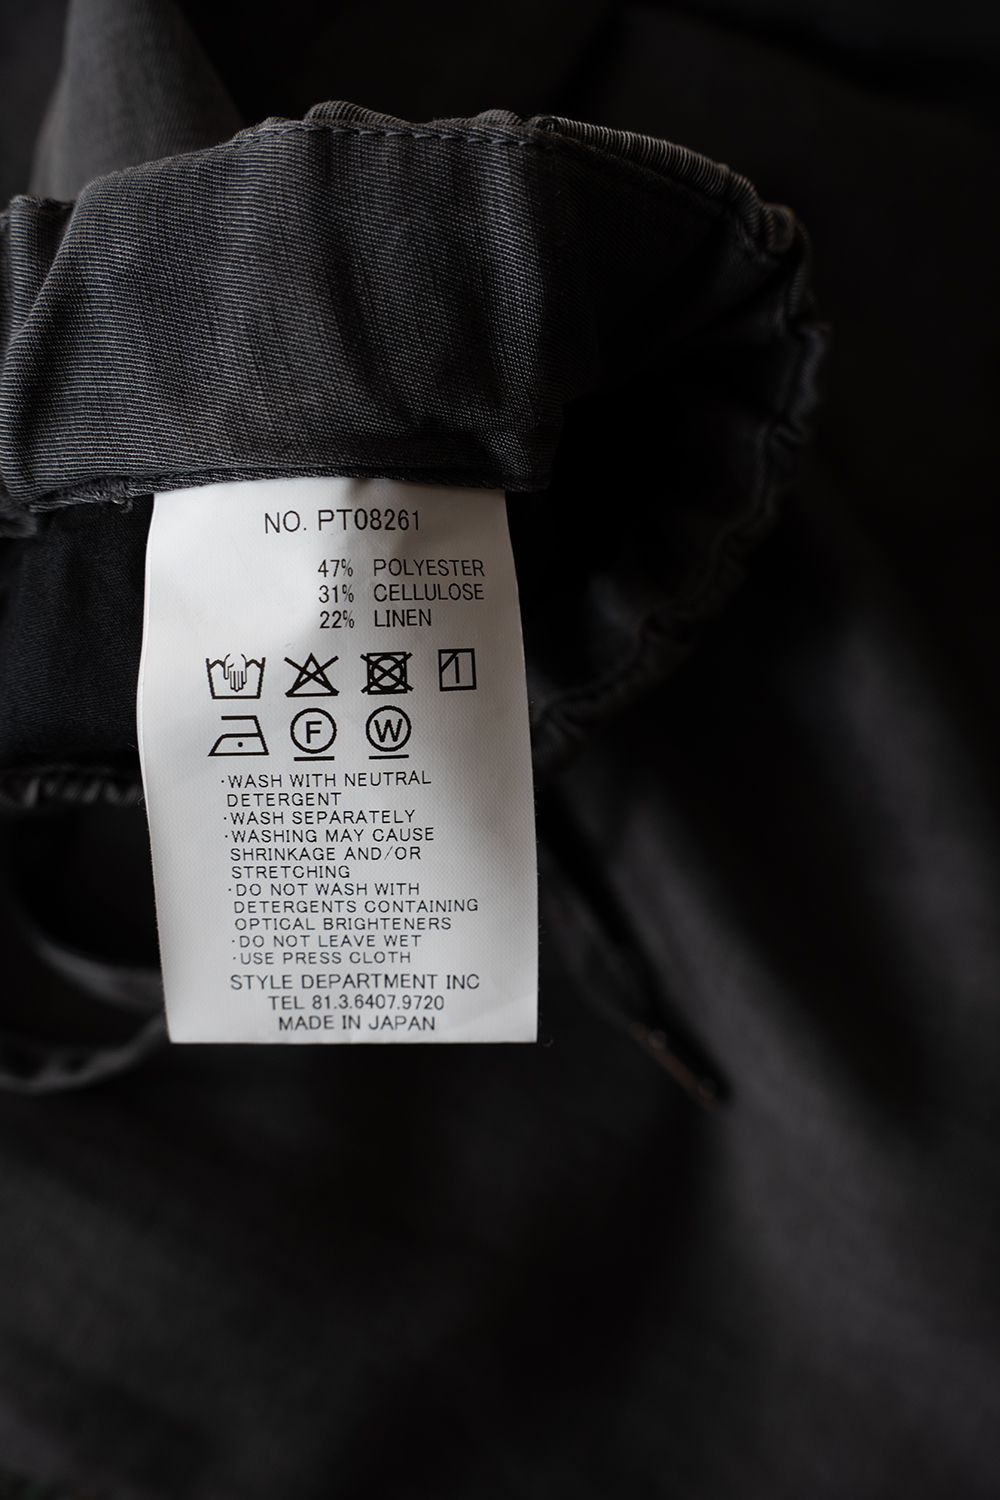 NO. PT08261
47% POLYESTER
31% CELLULOSE
22% LINEN
F W
·WASH WITH NEUTRAL
DETERGENT
·WASH SEPARATELY
·WASHING MAY CAUSE
SHRINKAGE AND/OR
STRETCHING
·DO NOT WASH WITH
DETERGENTS CONTAINING
OPTICAL BRIGHTENERS
·DO NOT LEAVE WET
·USE PRESS CLOTH
STYLE DEPARTMENT INC
TEL 81.3.6407.9720
MADE IN JAPAN